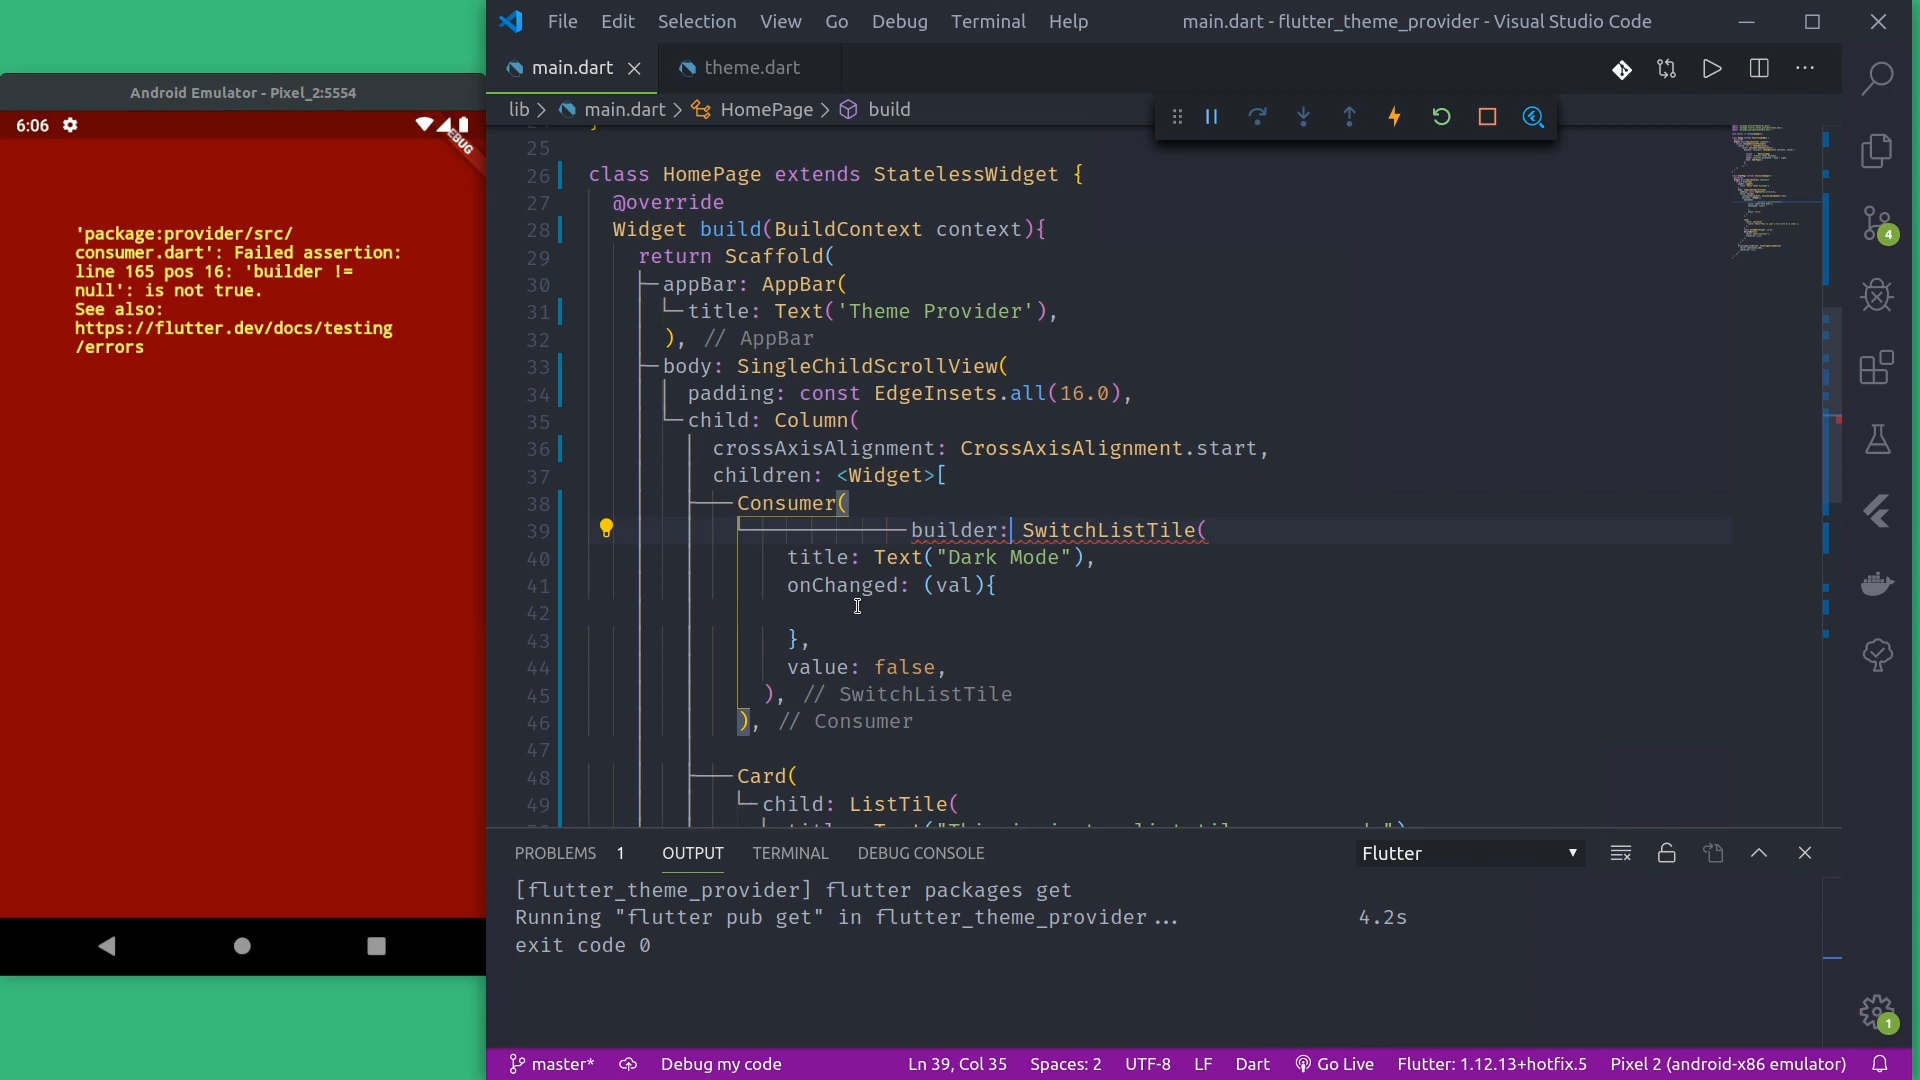 File Edit Selection View Go Debug Terminal Help main.dart - flutter_theme_provider - Visual Studio Code
main.dart theme.dart
Android Emulator - Pixel_2:5554
lib > main.dart > HomePage > build
6:06
DEBUG
'package:provider/src/
consumer.dart': Failed assertion:
line 165 pos 16: 'builder !=
null': is not true.
See also:
https://flutter.dev/docs/testing
/errors
25
26 class HomePage extends StatelessWidget {
27 @override
28 Widget build(BuildContext context){
29 return Scaffold(
30 appBar: AppBar(
31 title: Text('Theme Provider'),
32 ), // AppBar
33 body: SingleChildScrollView(
34 padding: const EdgeInsets.all(16.0),
35 child: Column(
36 crossAxisAlignment: CrossAxisAlignment.start,
37 children: <Widget>[
38 Consumer(
39 builder: SwitchListTile(
40 title: Text("Dark Mode"),
41 onChanged: (val){
42
43 },
44 value: false,
45 ), // SwitchListTile
46 ), // Consumer
47
48 Card(
49 child: ListTile(
PROBLEMS 1 OUTPUT TERMINAL DEBUG CONSOLE Flutter
[flutter_theme_provider] flutter packages get
Running "flutter pub get" in flutter_theme_provider... 4.2s
exit code 0
4
1
master* Debug my code Ln 39, Col 35 Spaces: 2 UTF-8 LF Dart Go Live Flutter: 1.12.13+hotfix.5 Pixel 2 (android-x86 emulator)